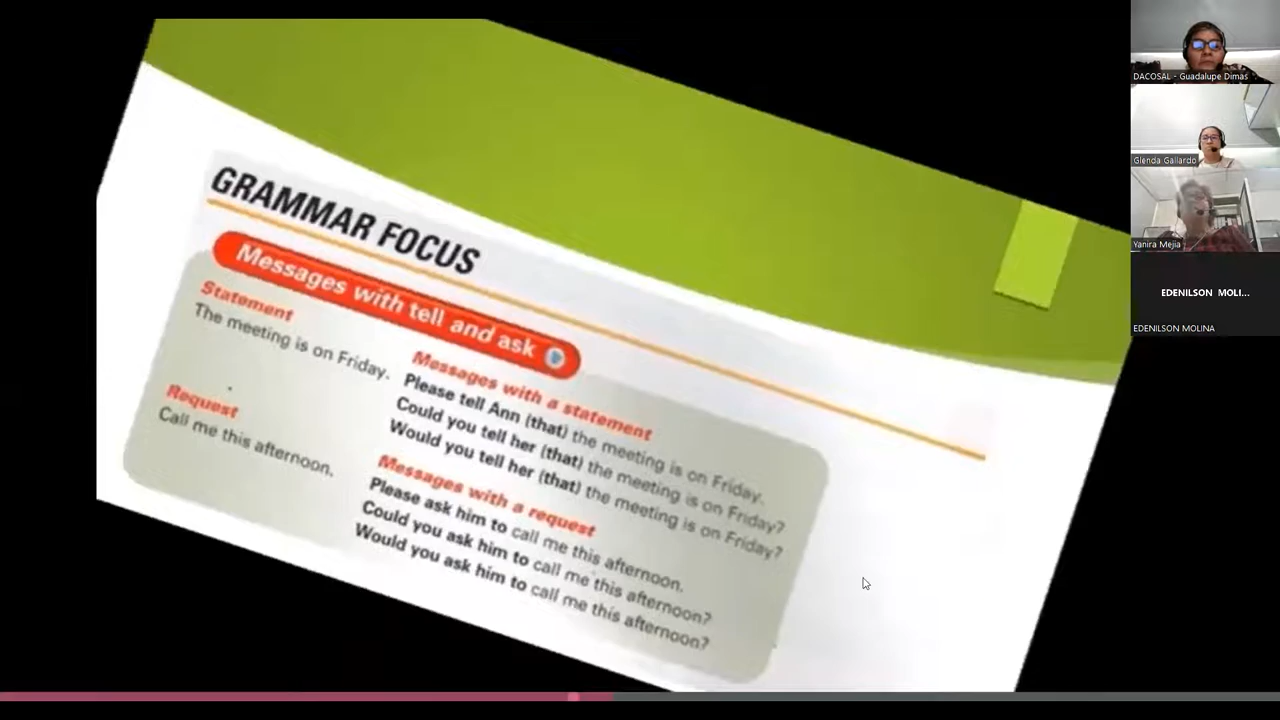 GRAMMAR FOCUS
Messages with tell and ask
Statement
The meeting is on Friday.
Messages with a statement
Please tell Ann (that) the meeting is on Friday.
Could you tell her (that) the meeting is on Friday?
Would you tell her (that) the meeting is on Friday?
Request
Call me this afternoon.
Messages with a request
Please ask him to call me this afternoon.
Could you ask him to call me this afternoon?
Would you ask him to call me this afternoon?
DACOSAL - Guadalupe Dimas
Glenda Gallardo
Yanira Mejia
EDENILSON MOLI...
EDENILSON MOLINA